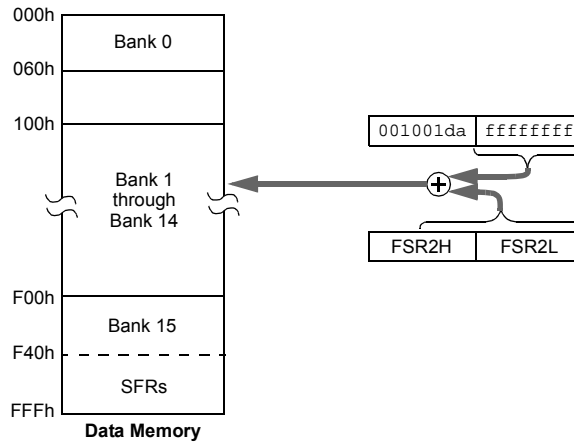 000h
Bank 0
060h
100h
001001da ffffffff
Bank 1
through
Bank 14
FSR2H FSR2L
F00h
Bank 15
F40h
SFRs
FFFh
Data Memory